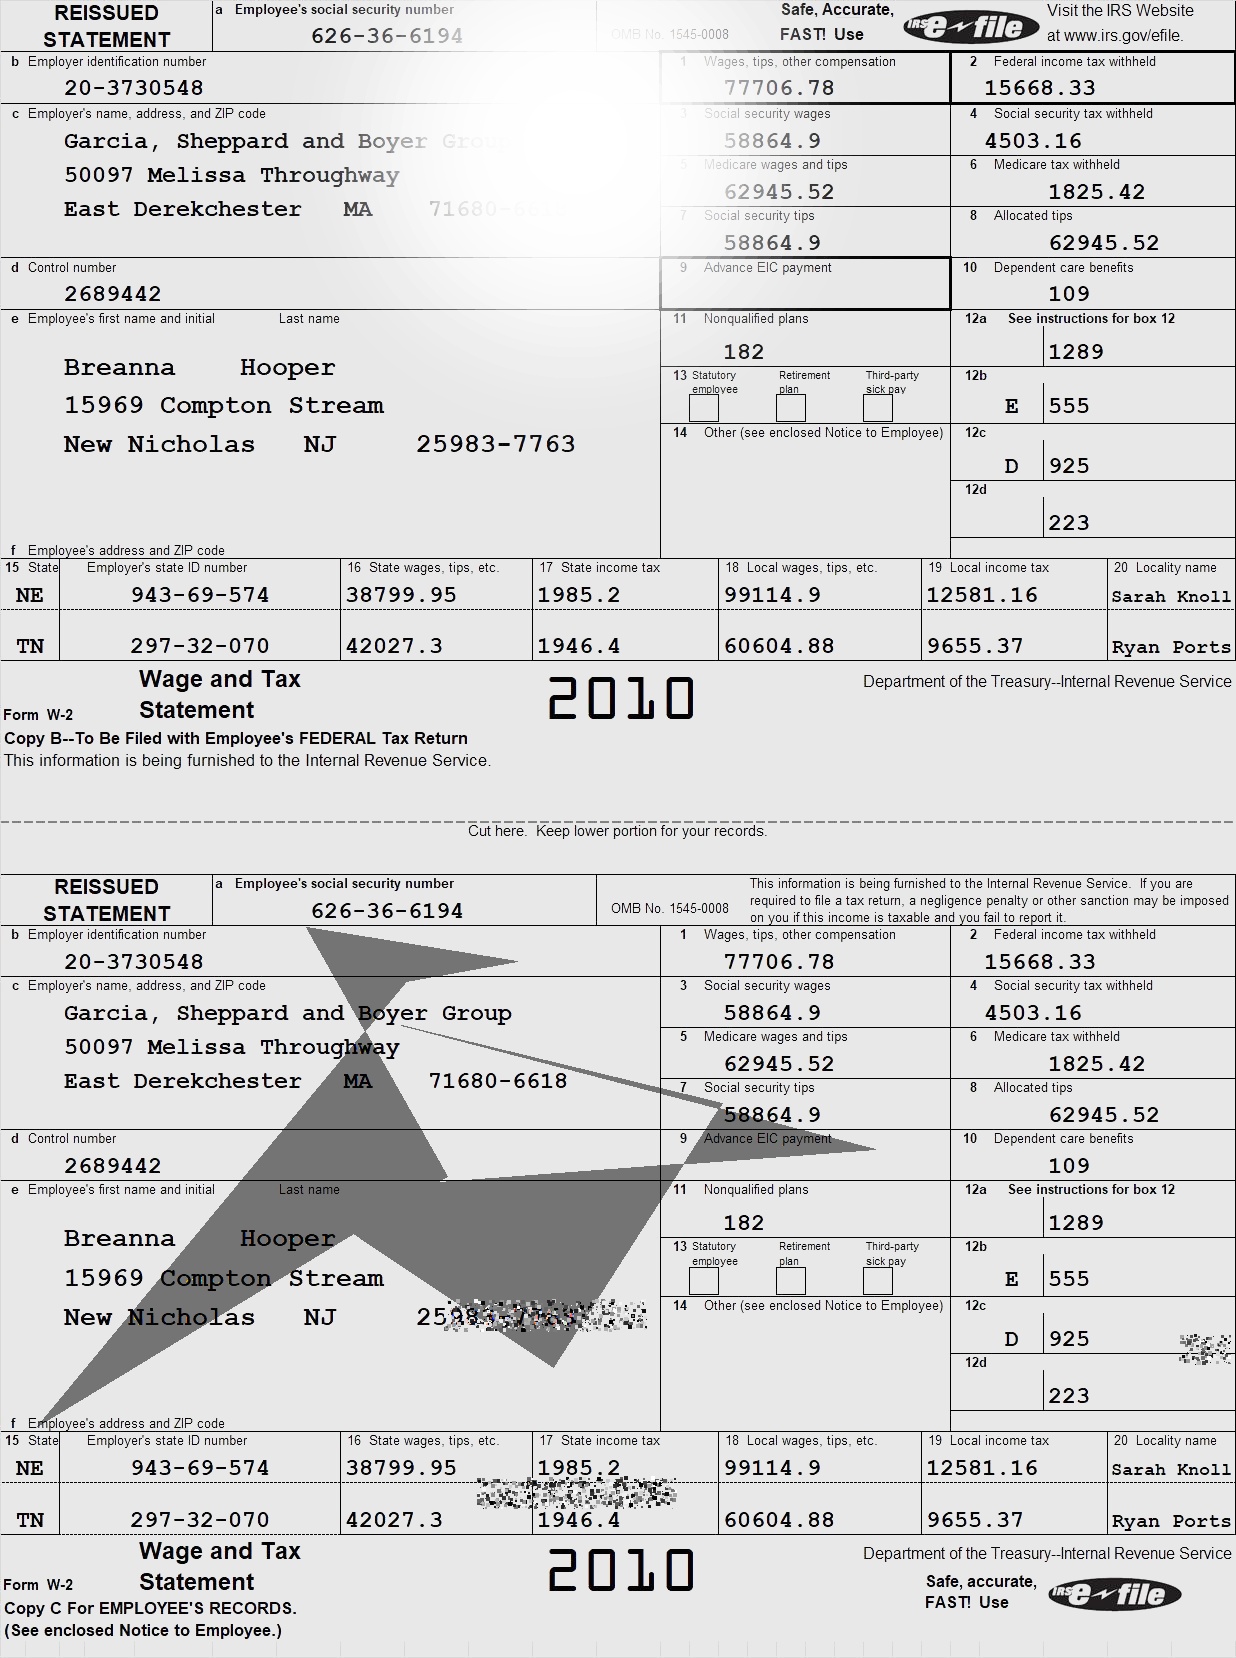 REISSUED STATEMENT
a Employee's social security number
626-36-6194
OMB No. 1545-0008
Safe, Accurate, FAST! Use
IRS e-file
Visit the IRS Website at www.irs.gov/efile.
b Employer identification number
20-3730548
1 Wages, tips, other compensation
77706.78
2 Federal income tax withheld
15668.33
c Employer's name, address, and ZIP code
Garcia, Sheppard and Boyer Group
50097 Melissa Throughway
East Derekchester MA 71680-6618
3 Social security wages
58864.9
4 Social security tax withheld
4503.16
5 Medicare wages and tips
62945.52
6 Medicare tax withheld
1825.42
7 Social security tips
58864.9
8 Allocated tips
62945.52
d Control number
2689442
9 Advance EIC payment
10 Dependent care benefits
109
e Employee's first name and initial Last name
Breanna Hooper
15969 Compton Stream
New Nicholas NJ 25983-7763
11 Nonqualified plans
182
12a See instructions for box 12
1289
13 Statutory employee Retirement plan Third-party sick pay
12b
E 555
14 Other (see enclosed Notice to Employee)
12c
D 925
12d
223
f Employee's address and ZIP code
15 State Employer's state ID number 16 State wages, tips, etc. 17 State income tax 18 Local wages, tips, etc. 19 Local income tax 20 Locality name
NE 943-69-574 38799.95 1985.2 99114.9 12581.16 Sarah Knoll
TN 297-32-070 42027.3 1946.4 60604.88 9655.37 Ryan Ports
Form W-2 Wage and Tax Statement
2010
Department of the Treasury--Internal Revenue Service
Copy B--To Be Filed with Employee's FEDERAL Tax Return
This information is being furnished to the Internal Revenue Service.
Cut here. Keep lower portion for your records.
REISSUED STATEMENT
a Employee's social security number
626-36-6194
OMB No. 1545-0008
This information is being furnished to the Internal Revenue Service. If you are
required to file a tax return, a negligence penalty or other sanction may be imposed
on you if this income is taxable and you fail to report it.
b Employer identification number
20-3730548
1 Wages, tips, other compensation
77706.78
2 Federal income tax withheld
15668.33
c Employer's name, address, and ZIP code
Garcia, Sheppard and Boyer Group
50097 Melissa Throughway
East Derekchester MA 71680-6618
3 Social security wages
58864.9
4 Social security tax withheld
4503.16
5 Medicare wages and tips
62945.52
6 Medicare tax withheld
1825.42
7 Social security tips
58864.9
8 Allocated tips
62945.52
d Control number
2689442
9 Advance EIC payment
10 Dependent care benefits
109
e Employee's first name and initial Last name
Breanna Hooper
15969 Compton Stream
New Nicholas NJ
11 Nonqualified plans
182
12a See instructions for box 12
1289
13 Statutory employee Retirement plan Third-party sick pay
12b
E 555
14 Other (see enclosed Notice to Employee)
12c
D 925
12d
223
f Employee's address and ZIP code
15 State Employer's state ID number 16 State wages, tips, etc. 17 State income tax 18 Local wages, tips, etc. 19 Local income tax 20 Locality name
NE 943-69-574 38799.95 1985.2 99114.9 12581.16 Sarah Knoll
TN 297-32-070 42027.3 1946.4 60604.88 9655.37 Ryan Ports
Form W-2 Wage and Tax Statement
2010
Department of the Treasury--Internal Revenue Service
Copy C For EMPLOYEE'S RECORDS.
(See enclosed Notice to Employee.)
Safe, accurate, FAST! Use
IRS e-file